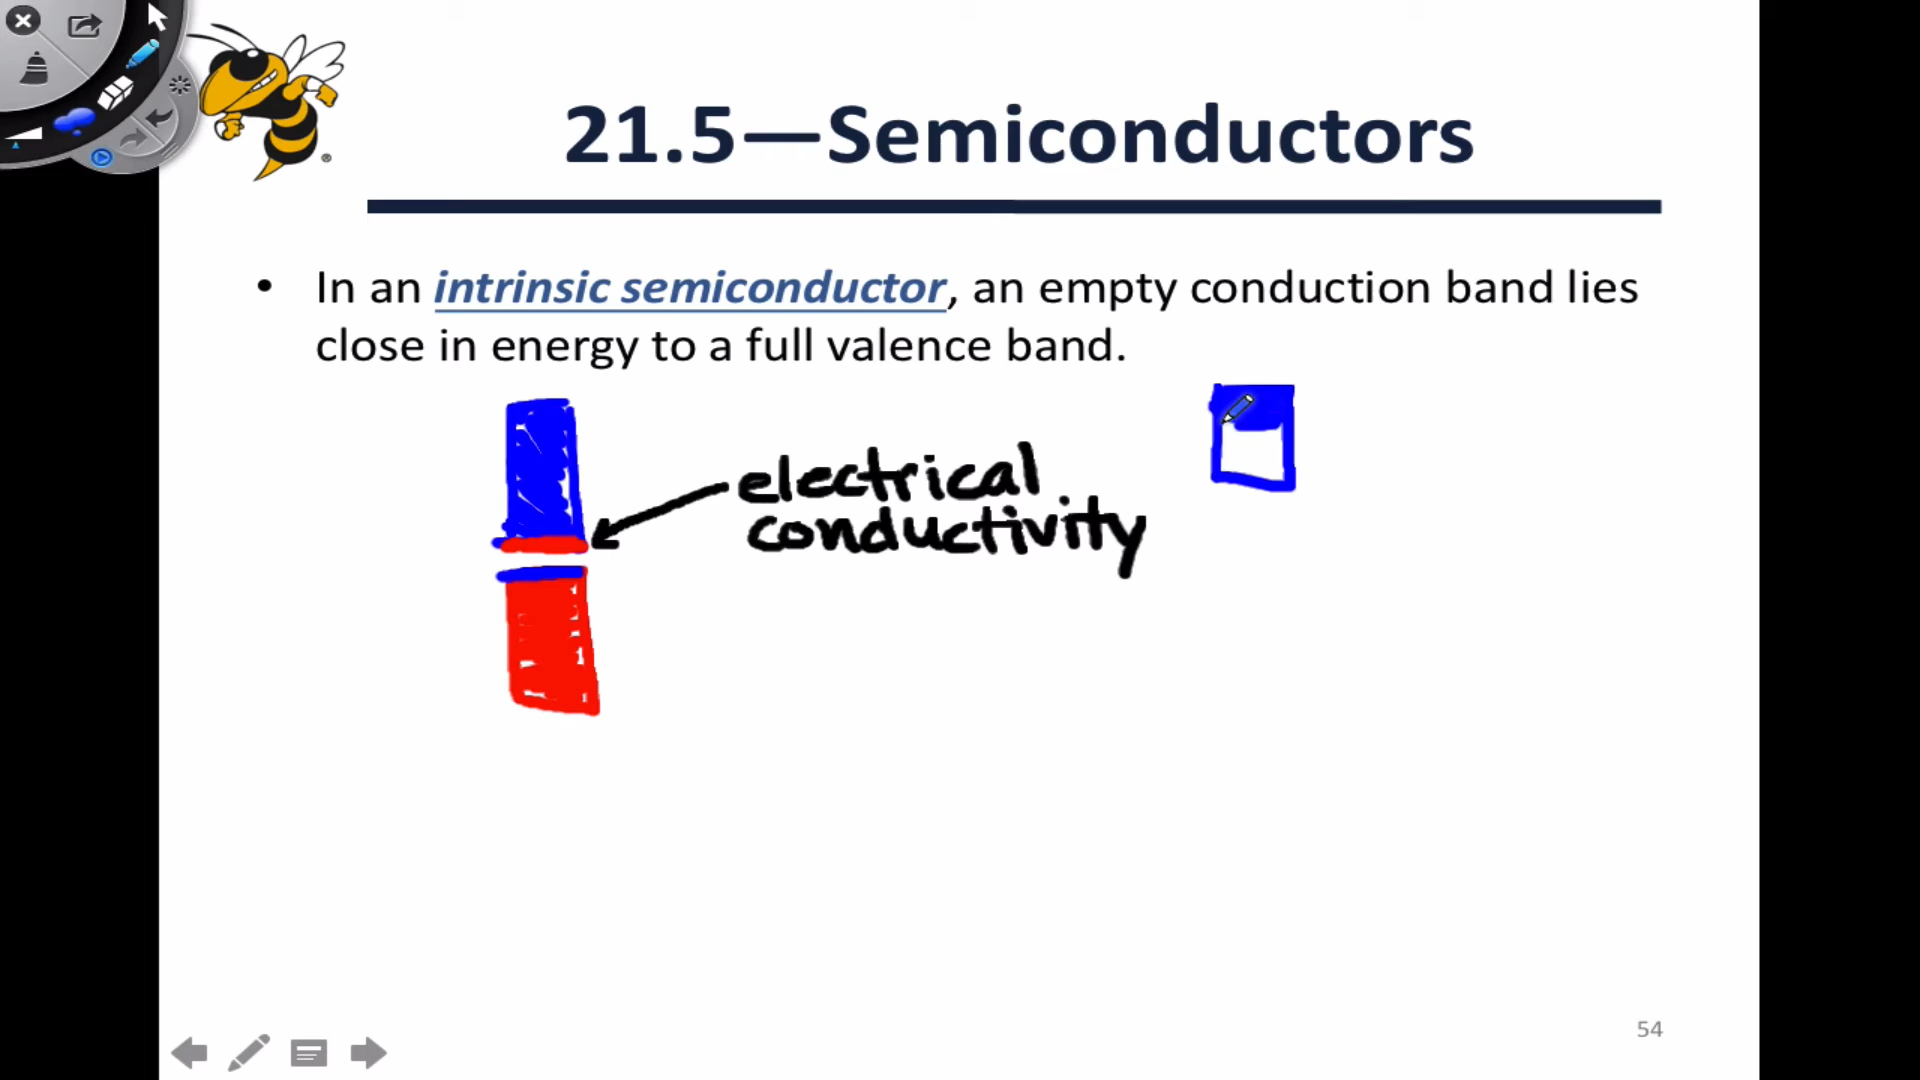 21.5—Semiconductors
• In an intrinsic semiconductor, an empty conduction band lies
close in energy to a full valence band.
electrical
conductivity
®
54